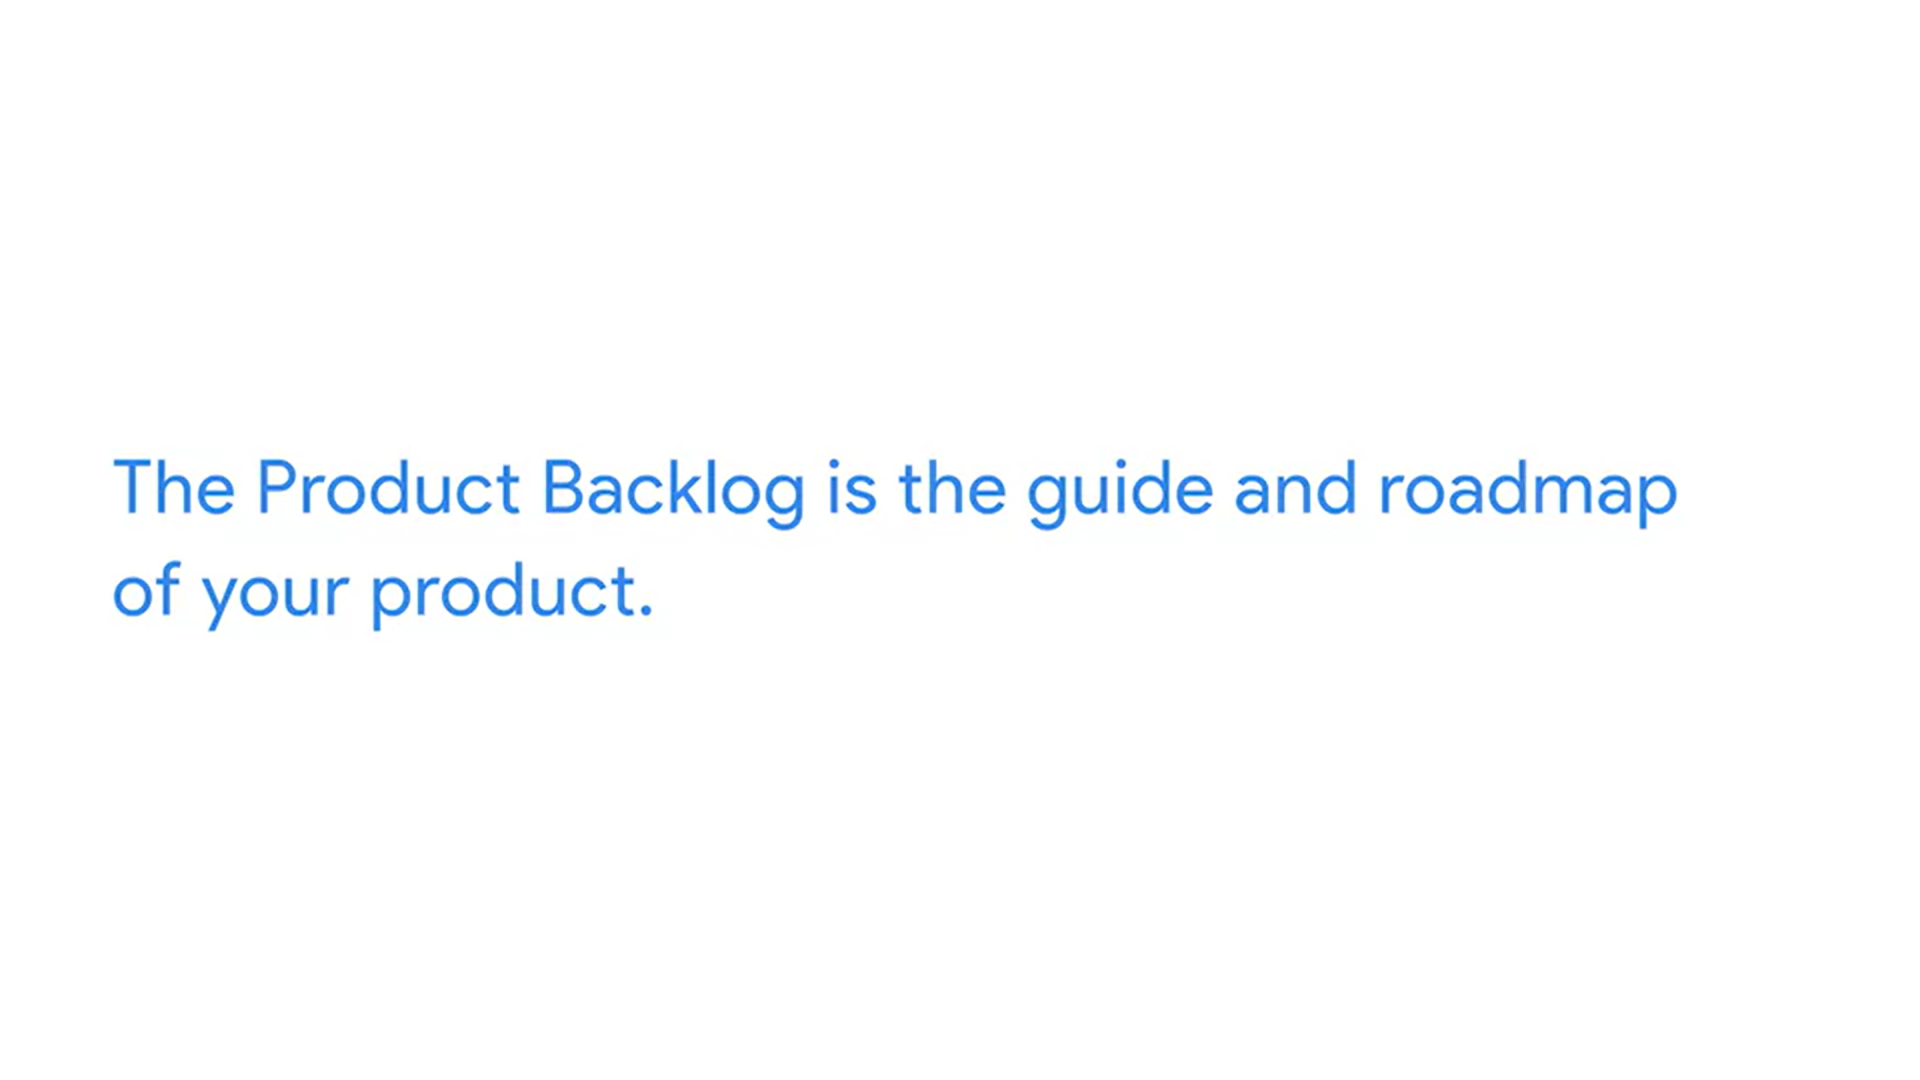 The Product Backlog is the guide and roadmap
of your product.